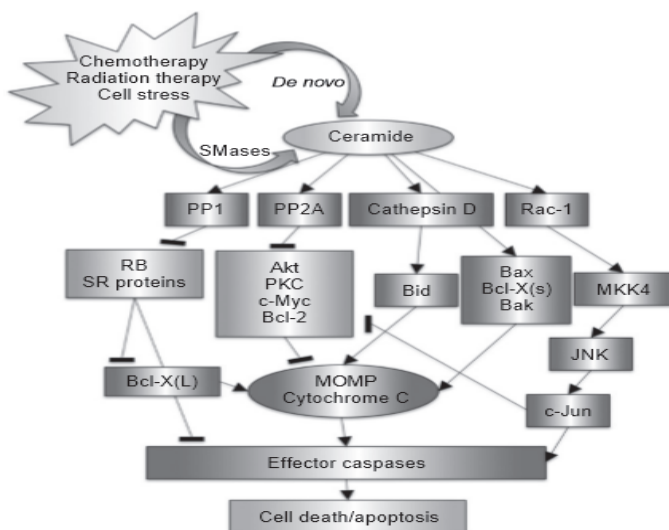 Chemotherapy
Radiation therapy
Cell stress
De novo
SMases
Ceramide
PP1
PP2A
Cathepsin D
Rac-1
RB
SR proteins
Akt
PKC
c-Myc
Bcl-2
Bid
Bax
Bcl-X(s)
Bak
MKK4
JNK
Bcl-X(L)
MOMP
Cytochrome C
c-Jun
Effector caspases
Cell death/apoptosis